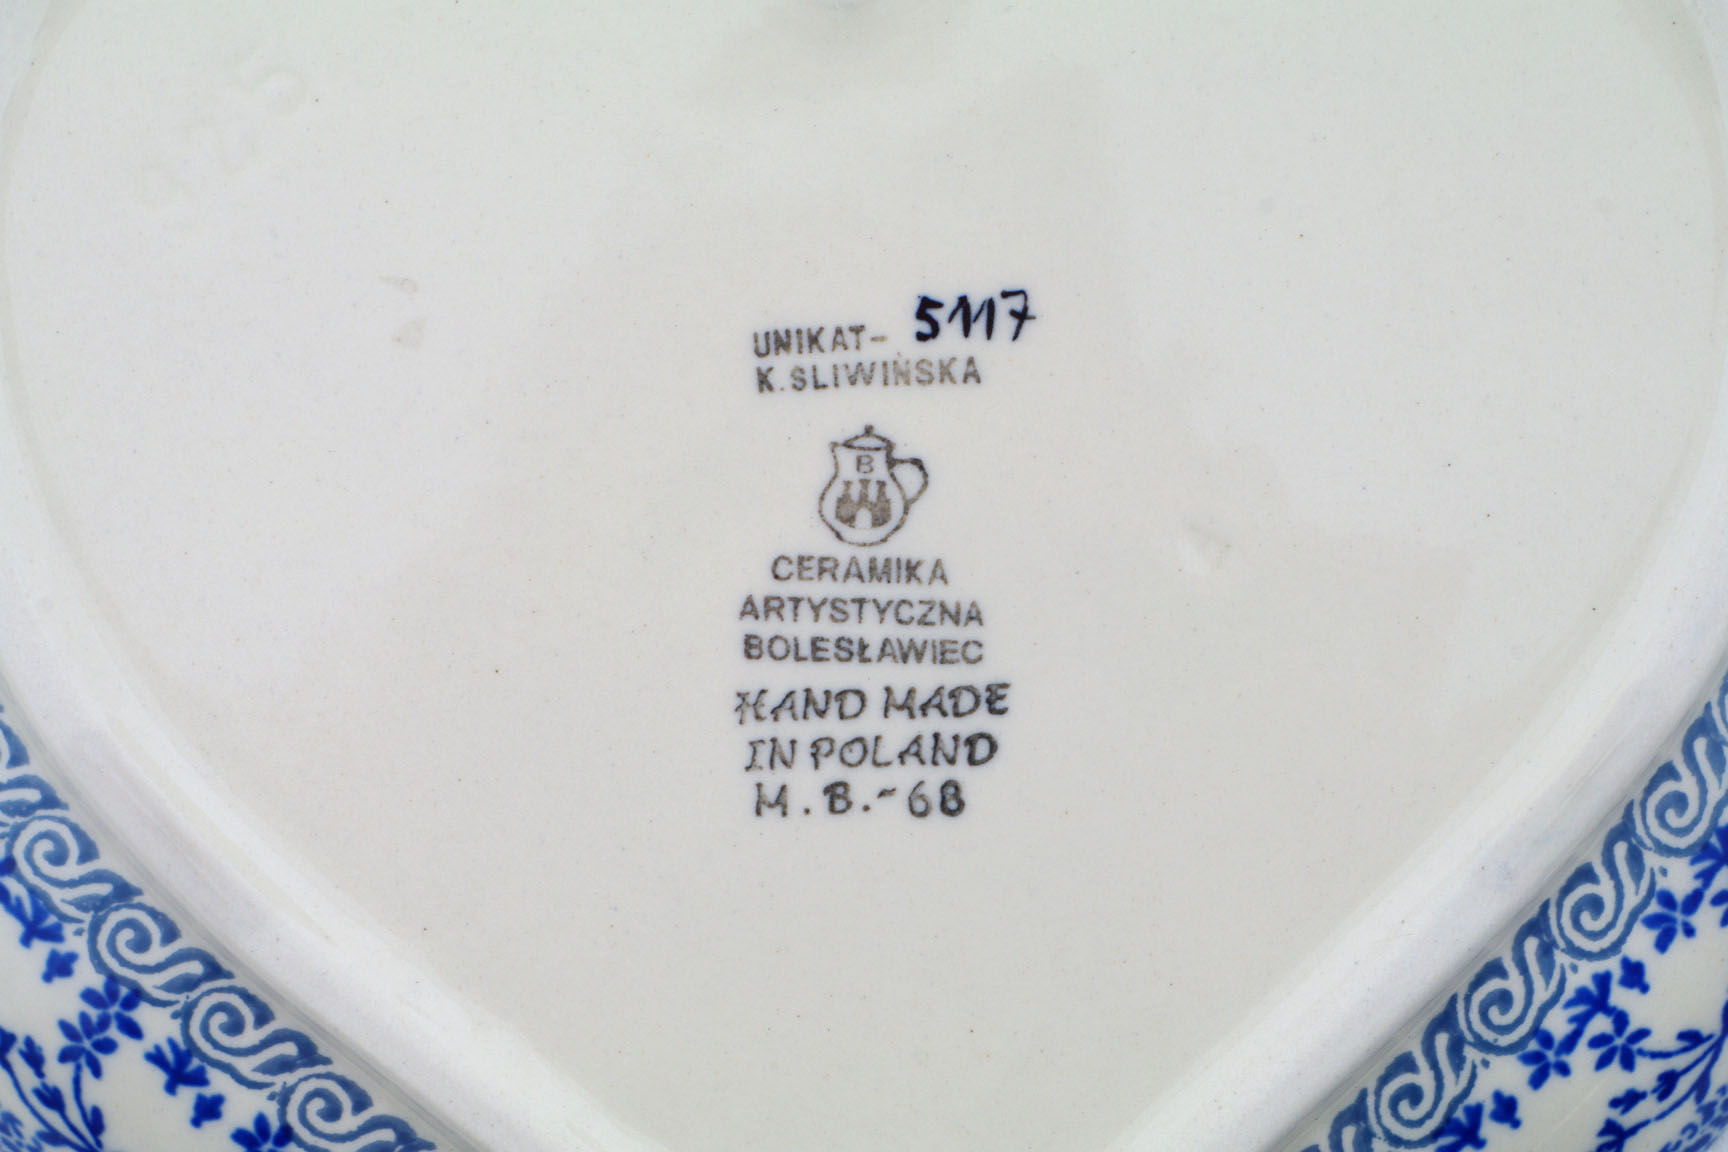 UNIKAT- 5117
K.SLIWIŃSKA
B
CERAMIKA
ARTYSTYCZNA
BOLESŁAWIEC
HAND MADE
IN POLAND
M.B.-68